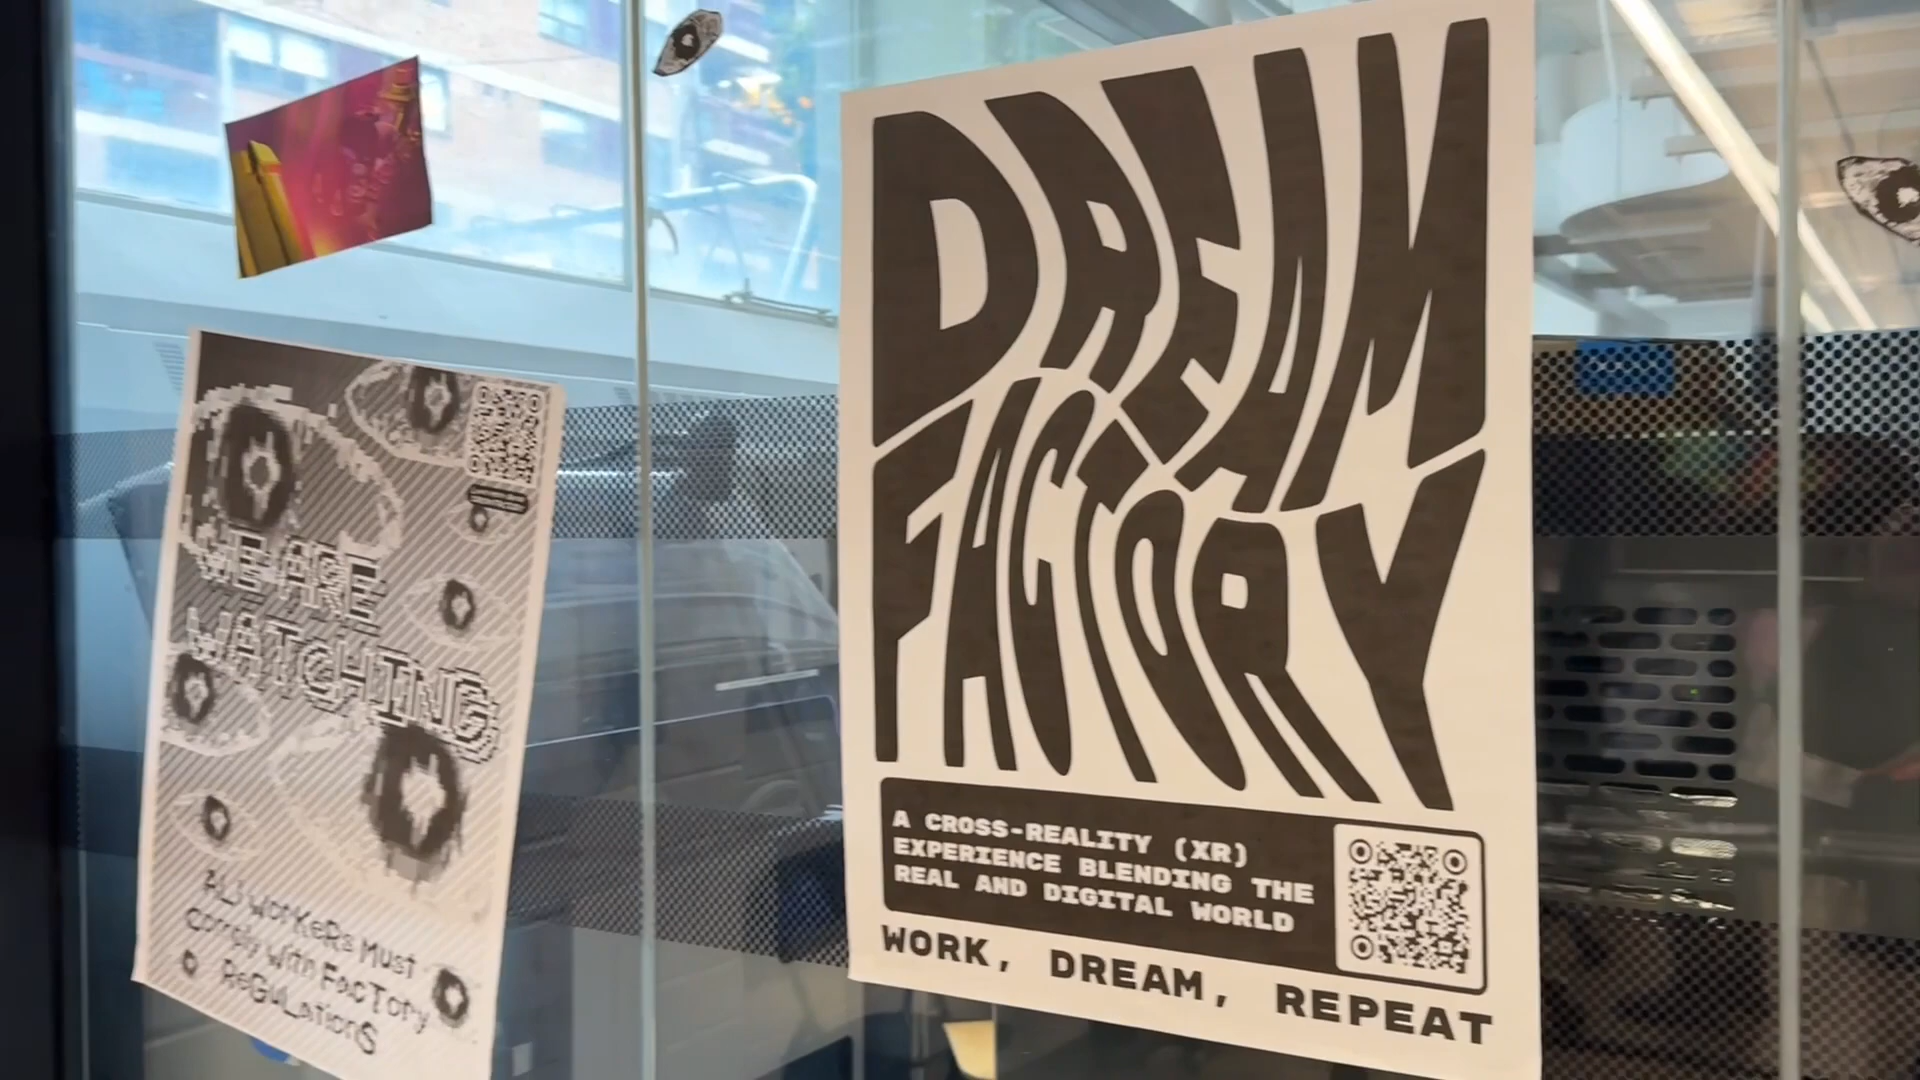 WE ARE
WATCHING
ALL WORKERS MUST
COMPLY WITH FACTORY
REGULATIONS
DREAM
FACTORY
A CROSS-REALITY (XR)
EXPERIENCE BLENDING THE
REAL AND DIGITAL WORLD
WORK, DREAM, REPEAT